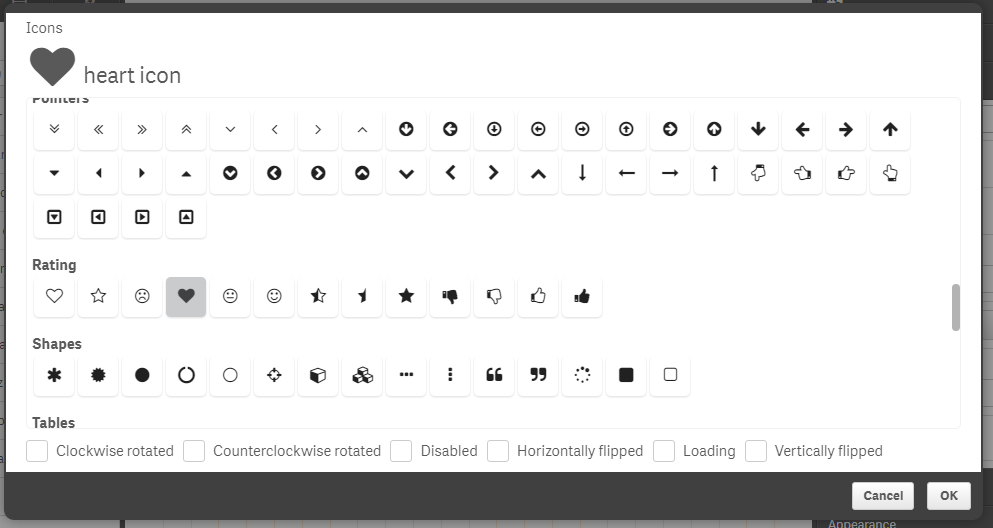 Icons
heart icon
Pointers
Rating
Shapes
Tables
Clockwise rotated
Counterclockwise rotated
Disabled
Horizontally flipped
Loading
Vertically flipped
Cancel
OK
Appearance